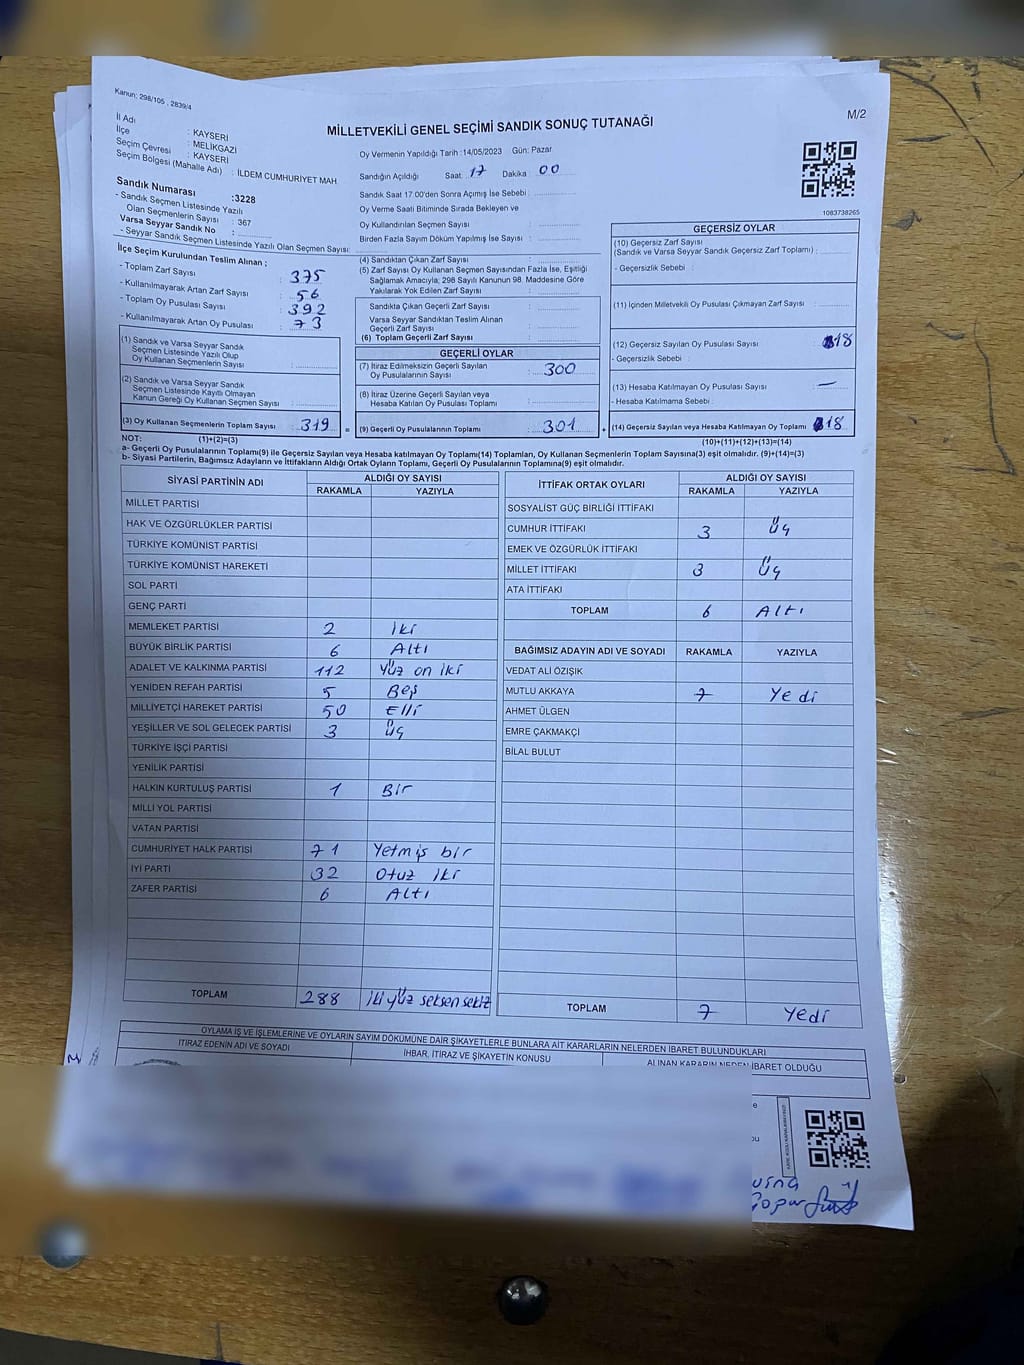 Kanun: 298/105 , 2839/4
M/2
MİLLETVEKİLİ GENEL SEÇİMİ SANDIK SONUÇ TUTANAĞI
İl Adı : KAYSERİ
İlçe : MELİKGAZİ
Seçim Çevresi : KAYSERİ
Seçim Bölgesi (Mahalle Adı) : İLDEM CUMHURİYET MAH.
Sandık Numarası :3228
- Sandık Seçmen Listesinde Yazılı
Olan Seçmenlerin Sayısı : 367
Varsa Seyyar Sandık No :
- Seyyar Sandık Seçmen Listesinde Yazılı Olan Seçmen Sayısı:
Oy Vermenin Yapıldığı Tarih :14/05/2023 Gün: Pazar
Sandığın Açıldığı Saat 17 Dakika 00
Sandık Saat 17:00'den Sonra Açılmış İse Sebebi :
Oy Verme Saati Bitiminde Sırada Bekleyen ve
Oy Kullandırılan Seçmen Sayısı :
Birden Fazla Sayım Döküm Yapılmış İse Sayısı :
1083738265
İlçe Seçim Kurulundan Teslim Alınan ;
- Toplam Zarf Sayısı : 375
- Kullanılmayarak Artan Zarf Sayısı : 56
- Toplam Oy Pusulası Sayısı : 392
- Kullanılmayarak Artan Oy Pusulası : 73
(1) Sandık ve Varsa Seyyar Sandık
Seçmen Listesinde Yazılı Olup
Oy Kullanan Seçmenlerin Sayısı :
(2) Sandık ve Varsa Seyyar Sandık
Seçmen Listesinde Kayıtlı Olmayan
Kanun Gereği Oy Kullanan Seçmen Sayısı :
(3) Oy Kullanan Seçmenlerin Toplam Sayısı : 319 =
(4) Sandıktan Çıkan Zarf Sayısı :
(5) Zarf Sayısı Oy Kullanan Seçmen Sayısından Fazla İse, Eşitliği
Sağlamak Amacıyla; 298 Sayılı Kanunun 98. Maddesine Göre
Yakılarak Yok Edilen Zarf Sayısı :
Sandıkta Çıkan Geçerli Zarf Sayısı :
Varsa Seyyar Sandıktan Teslim Alınan
Geçerli Zarf Sayısı :
(6) Toplam Geçerli Zarf Sayısı :
GEÇERLİ OYLAR
(7) İtiraz Edilmeksizin Geçerli Sayılan
Oy Pusulalarının Sayısı : 300
(8) İtiraz Üzerine Geçerli Sayılan veya
Hesaba Katılan Oy Pusulası Toplamı :
(9) Geçerli Oy Pusulalarının Toplamı : 301 +
GEÇERSİZ OYLAR
(10) Geçersiz Zarf Sayısı
(Sandık ve Varsa Seyyar Sandık Geçersiz Zarf Toplamı) :
- Geçersizlik Sebebi :
(11) İçinden Milletvekili Oy Pusulası Çıkmayan Zarf Sayısı :
(12) Geçersiz Sayılan Oy Pusulası Sayısı : 18
- Geçersizlik Sebebi :
(13) Hesaba Katılmayan Oy Pusulası Sayısı : —
- Hesaba Katılmama Sebebi :
(14) Geçersiz Sayılan veya Hesaba Katılmayan Oy Toplamı : 18
NOT: (1)+(2)=(3)
(10)+(11)+(12)+(13)=(14)
a- Geçerli Oy Pusulalarının Toplamı(9) ile Geçersiz Sayılan veya Hesaba katılmayan Oy Toplamı(14) Toplamları, Oy Kullanan Seçmenlerin Toplam Sayısına(3) eşit olmalıdır. (9)+(14)=(3)
b- Siyasi Partilerin, Bağımsız Adayların ve İttifakların Aldığı Ortak Oyların Toplamı, Geçerli Oy Pusulalarının Toplamına(9) eşit olmalıdır.
SİYASİ PARTİNİN ADI ALDIĞI OY SAYISI
RAKAMLA YAZIYLA
MİLLET PARTİSİ
HAK VE ÖZGÜRLÜKLER PARTİSİ
TÜRKİYE KOMÜNİST PARTİSİ
TÜRKİYE KOMÜNİST HAREKETİ
SOL PARTİ
GENÇ PARTİ
MEMLEKET PARTİSİ 2 iki
BÜYÜK BİRLİK PARTİSİ 6 Altı
ADALET VE KALKINMA PARTİSİ 112 Yüz on iki
YENİDEN REFAH PARTİSİ 5 Beş
MİLLİYETÇİ HAREKET PARTİSİ 50 Elli
YEŞİLLER VE SOL GELECEK PARTİSİ 3 Üç
TÜRKİYE İŞÇİ PARTİSİ
YENİLİK PARTİSİ
HALKIN KURTULUŞ PARTİSİ 1 Bir
MİLLİ YOL PARTİSİ
VATAN PARTİSİ
CUMHURİYET HALK PARTİSİ 71 Yetmiş bir
İYİ PARTİ 32 Otuz iki
ZAFER PARTİSİ 6 Altı
TOPLAM 288 iki yüz seksen sekiz
İTTİFAK ORTAK OYLARI ALDIĞI OY SAYISI
RAKAMLA YAZIYLA
SOSYALİST GÜÇ BİRLİĞİ İTTİFAKI
CUMHUR İTTİFAKI 3 Üç
EMEK VE ÖZGÜRLÜK İTTİFAKI
MİLLET İTTİFAKI 3 Üç
ATA İTTİFAKI
TOPLAM 6 Altı
BAĞIMSIZ ADAYIN ADI VE SOYADI RAKAMLA YAZIYLA
VEDAT ALİ ÖZIŞIK
MUTLU AKKAYA 7 Yedi
AHMET ÜLGEN
EMRE ÇAKMAKÇİ
BİLAL BULUT
TOPLAM 7 Yedi
OYLAMA İŞ VE İŞLEMLERİNE VE OYLARIN SAYIM DÖKÜMÜNE DAİR ŞİKAYETLERLE BUNLARA AİT KARARLARIN NELERDEN İBARET BULUNDUKLARI
İTİRAZ EDENİN ADI VE SOYADI İHBAR, İTİRAZ VE ŞİKAYETİN KONUSU ALINAN KARARIN NEDEN İBARET OLDUĞU